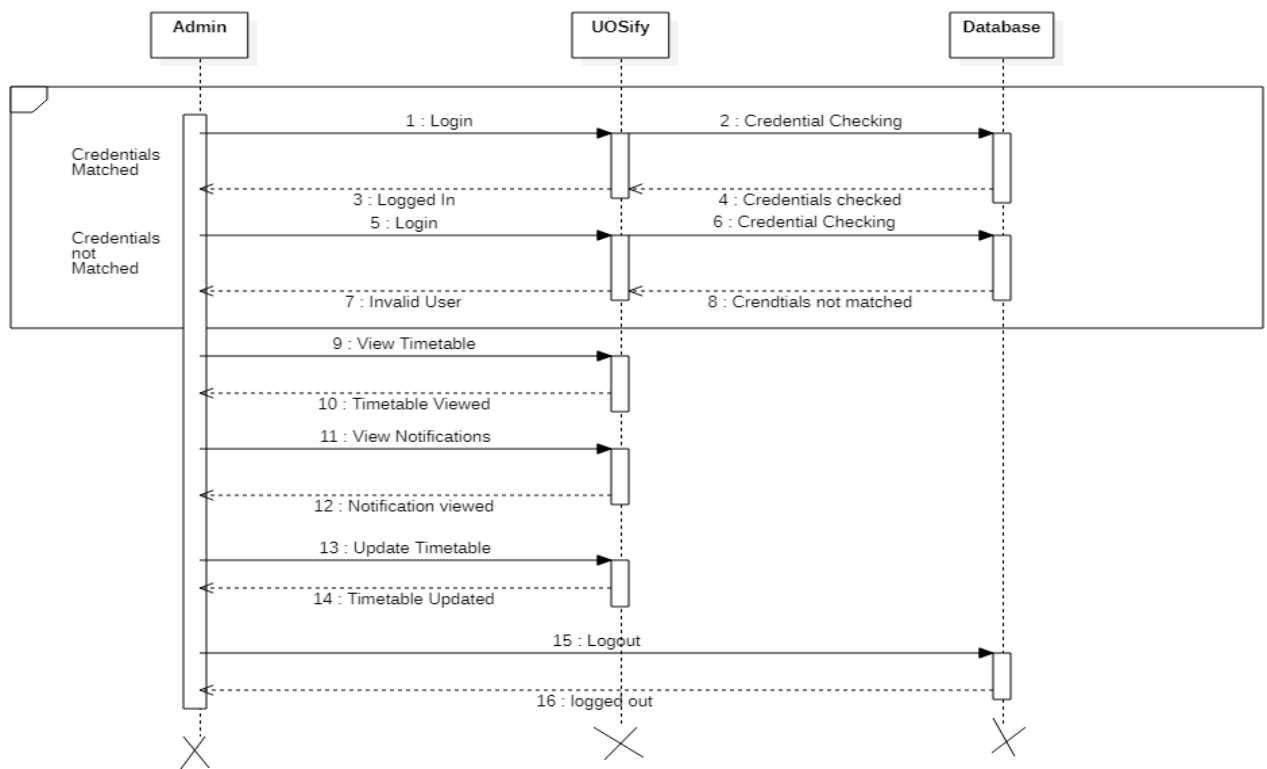 Admin
UOSify
Database
1 : Login
2 : Credential Checking
Credentials
Matched
3 : Logged In
4 : Credentials checked
5 : Login
6 : Credential Checking
Credentials
not
Matched
7 : Invalid User
8 : Crendtials not matched
9 : View Timetable
10 : Timetable Viewed
11 : View Notifications
12 : Notification viewed
13 : Update Timetable
14 : Timetable Updated
15 : Logout
16 : logged out